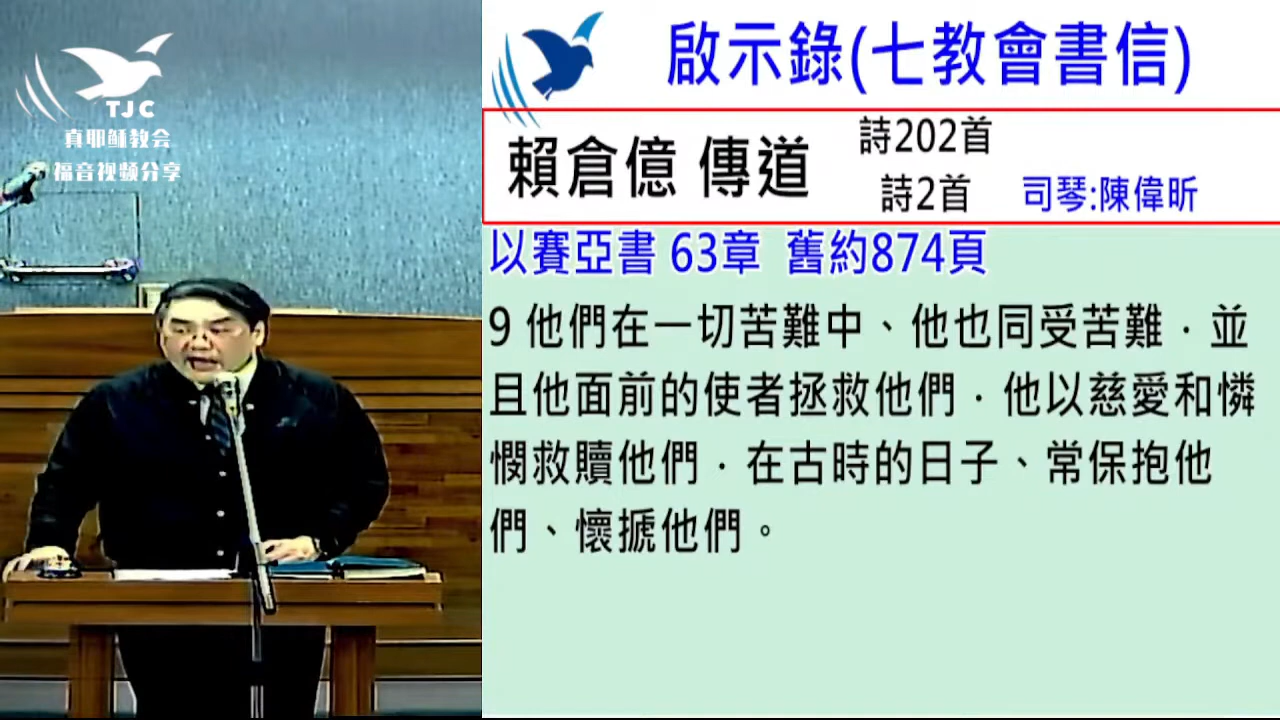 TJC
真耶稣教会
福音视频分享
啟示錄(七教會書信)
賴倉億 傳道
詩202首
詩2首
司琴:陳偉昕
以賽亞書 63章 舊約874頁
9 他們在一切苦難中、他也同受苦難．並
且他面前的使者拯救他們．他以慈愛和憐
憫救贖他們．在古時的日子、常保抱他
們、懷搋他們。